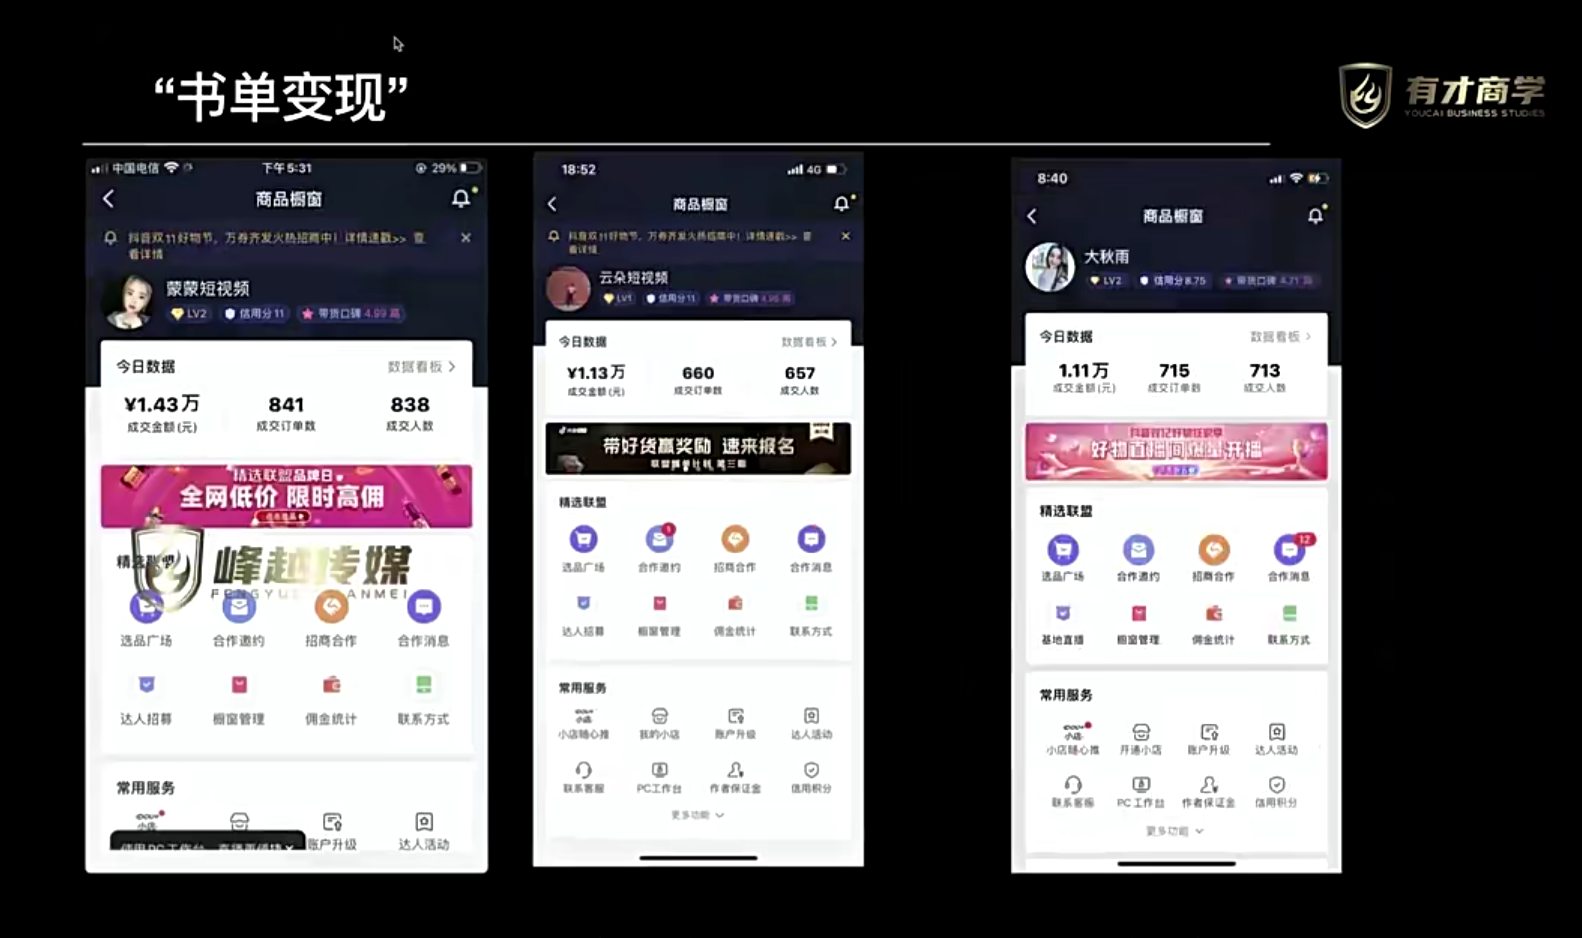 “书单变现”
有才商学
YOUCAI BUSINESS STUDIES
中国电信 下午5:31 29%
商品橱窗
抖音双11好物节，万券齐发火热招商中！详情速戳>> 查
看详情
蒙蒙短视频
LV2 信用分11 带货口碑 4.99 高
今日数据 数据看板
¥1.43万 841 838
成交金额(元) 成交订单数 成交人数
精选联盟品牌日
全网低价 限时高佣
精选联盟
峰越传媒
选品广场 合作邀约 招商合作 合作消息
达人招募 橱窗管理 佣金统计 联系方式
常用服务
小店
账户升级 达人活动
18:52 4G
商品橱窗
抖音双11好物节，万券齐发火热招商中！详情速戳>> 查
看详情
云朵短视频
LV1 信用分11 带货口碑 4.96 高
今日数据 数据看板
¥1.13万 660 657
成交金额(元) 成交订单数 成交人数
带好货赢奖励 速来报名
精选联盟
1
选品广场 合作邀约 招商合作 合作消息
达人招募 橱窗管理 佣金统计 联系方式
常用服务
小店随心推 我的小店 账户升级 达人活动
联系客服 PC工作台 作者保证金 信用积分
更多功能
8:40
商品橱窗
大秋雨
LV2 信用分8.75 带货口碑 4.71 高
今日数据 数据看板
1.11万 715 713
成交金额(元) 成交订单数 成交人数
精选联盟
12
选品广场 合作邀约 招商合作 合作消息
基地直播 橱窗管理 佣金统计 联系方式
常用服务
小店随心推 开通小店 账户升级 达人活动
联系客服 PC工作台 作者保证金 信用积分
更多功能